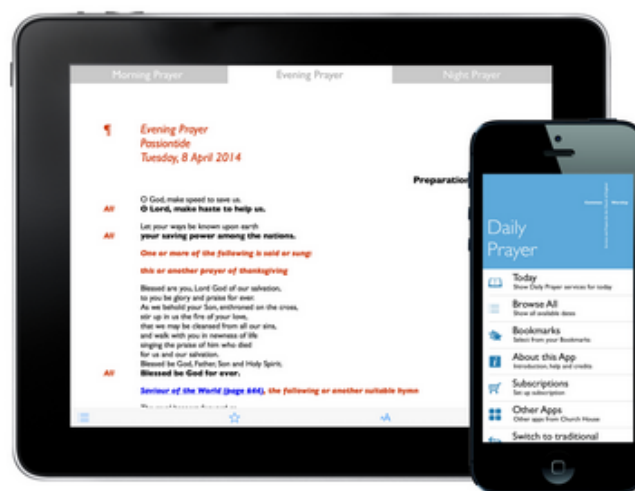 Morning Prayer
Evening Prayer
Night Prayer
¶ Evening Prayer
Passiontide
Tuesday, 8 April 2014
Preparation
O God, make speed to save us.
All O Lord, make haste to help us.
Let your ways be known upon earth
All your saving power among the nations.
One or more of the following is said or sung:
this or another prayer of thanksgiving
Blessed are you, Lord God of our salvation,
to you be glory and praise for ever.
As we behold your Son, enthroned on the cross,
stir up in us the fire of your love,
that we may be cleansed from all our sins,
and walk with you in newness of life
singing the praise of him who died
for us and our salvation.
Blessed be God, Father, Son and Holy Spirit.
All Blessed be God for ever.
Saviour of the World (page 644), the following or another suitable hymn
AA
Common Worship
Daily
Prayer
Today
Show Daily Prayer services for today
Browse All
Show all available dates
Bookmarks
Select from your Bookmarks
About this App
Introduction, help and credits
Subscriptions
Set up subscription
Other Apps
Other apps from Church House
Switch to traditional